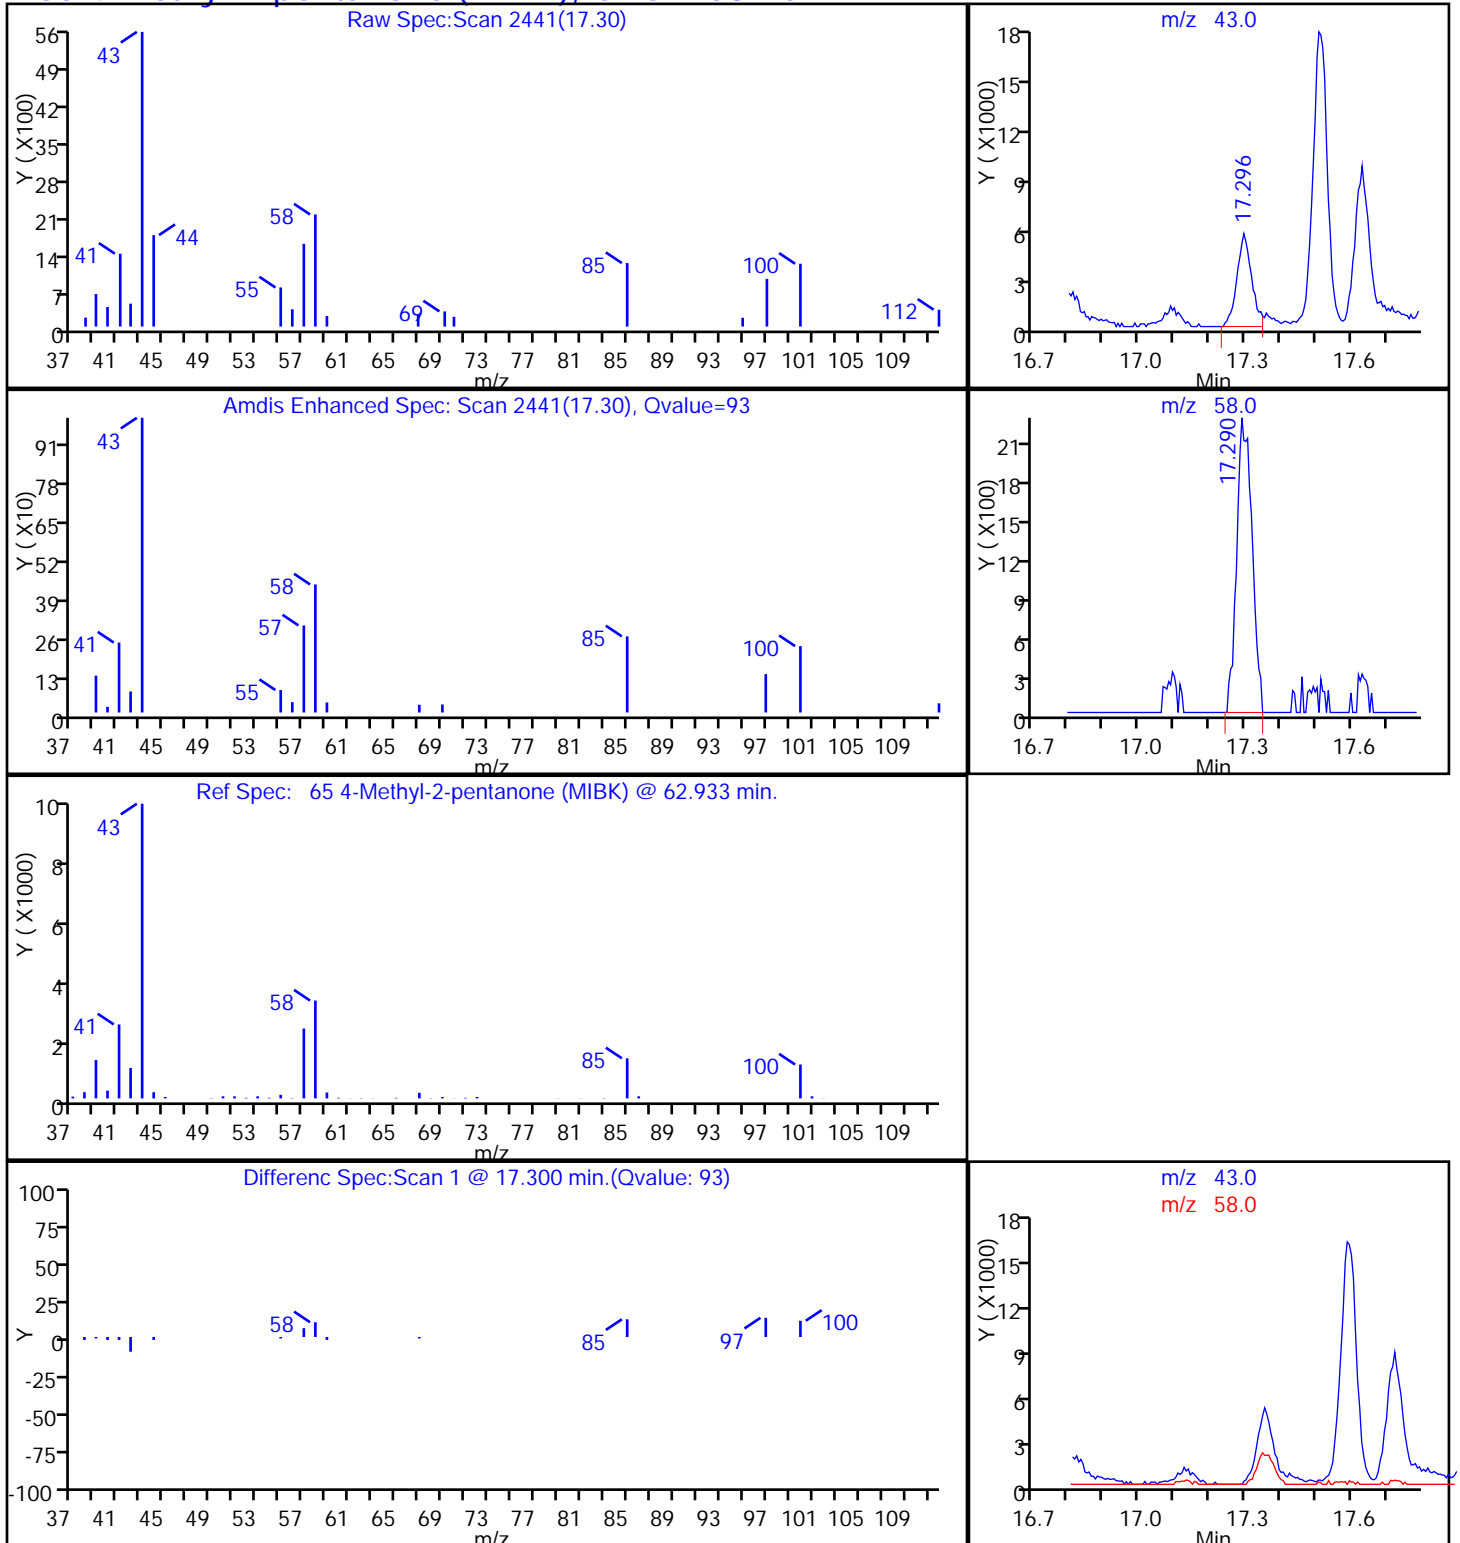 Raw Spec:Scan 2441(17.30)
56
49
42
35
28
21
14
7
0
Y ( X100)
43
41
44
55
58
69
85
100
112
37 41 45 49 53 57 61 65 69 73 77 81 85 89 93 97 101 105 109
m/z
m/z 43.0
18
15
12
9
6
3
0
Y ( X1000)
17.296
16.7 17.0 17.3 17.6
Min
Amdis Enhanced Spec: Scan 2441(17.30), Qvalue=93
91
78
65
52
39
26
13
0
Y ( X10)
43
41
55
57
58
85
100
37 41 45 49 53 57 61 65 69 73 77 81 85 89 93 97 101 105 109
m/z
m/z 58.0
21
18
15
12
9
6
3
0
Y ( X100)
17.290
16.7 17.0 17.3 17.6
Min
Ref Spec: 65 4-Methyl-2-pentanone (MIBK) @ 62.933 min.
10
8
6
4
2
0
Y ( X1000)
43
41
58
85
100
37 41 45 49 53 57 61 65 69 73 77 81 85 89 93 97 101 105 109
m/z
Differenc Spec:Scan 1 @ 17.300 min.(Qvalue: 93)
100
75
50
25
0
-25
-50
-75
-100
Y
58
85
97
100
37 41 45 49 53 57 61 65 69 73 77 81 85 89 93 97 101 105 109
m/z
m/z 43.0
m/z 58.0
18
15
12
9
6
3
0
Y ( X1000)
16.7 17.0 17.3 17.6
Min